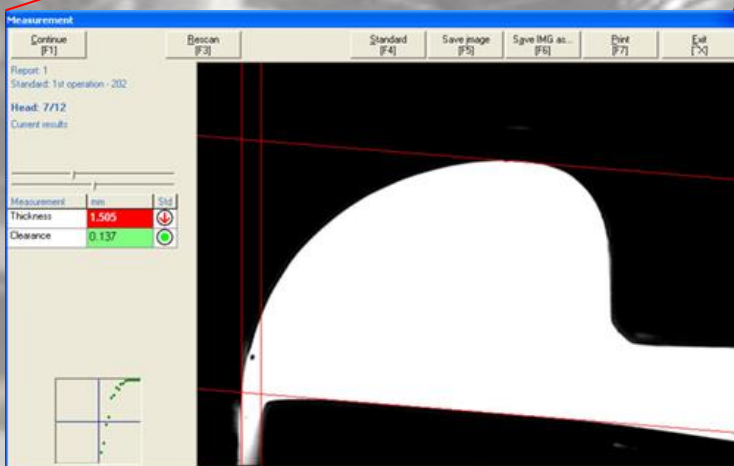 Measurement
Continue
[F1]
Rescan
[F3]
Standard
[F4]
Save image
[F5]
Save IMG as...
[F6]
Print
[F7]
Exit
[^X]
Report: 1
Standard: 1st operation - 202
Head: 7/12
Current results
Measurement mm Std
Thickness 1.505
Clearance 0.137